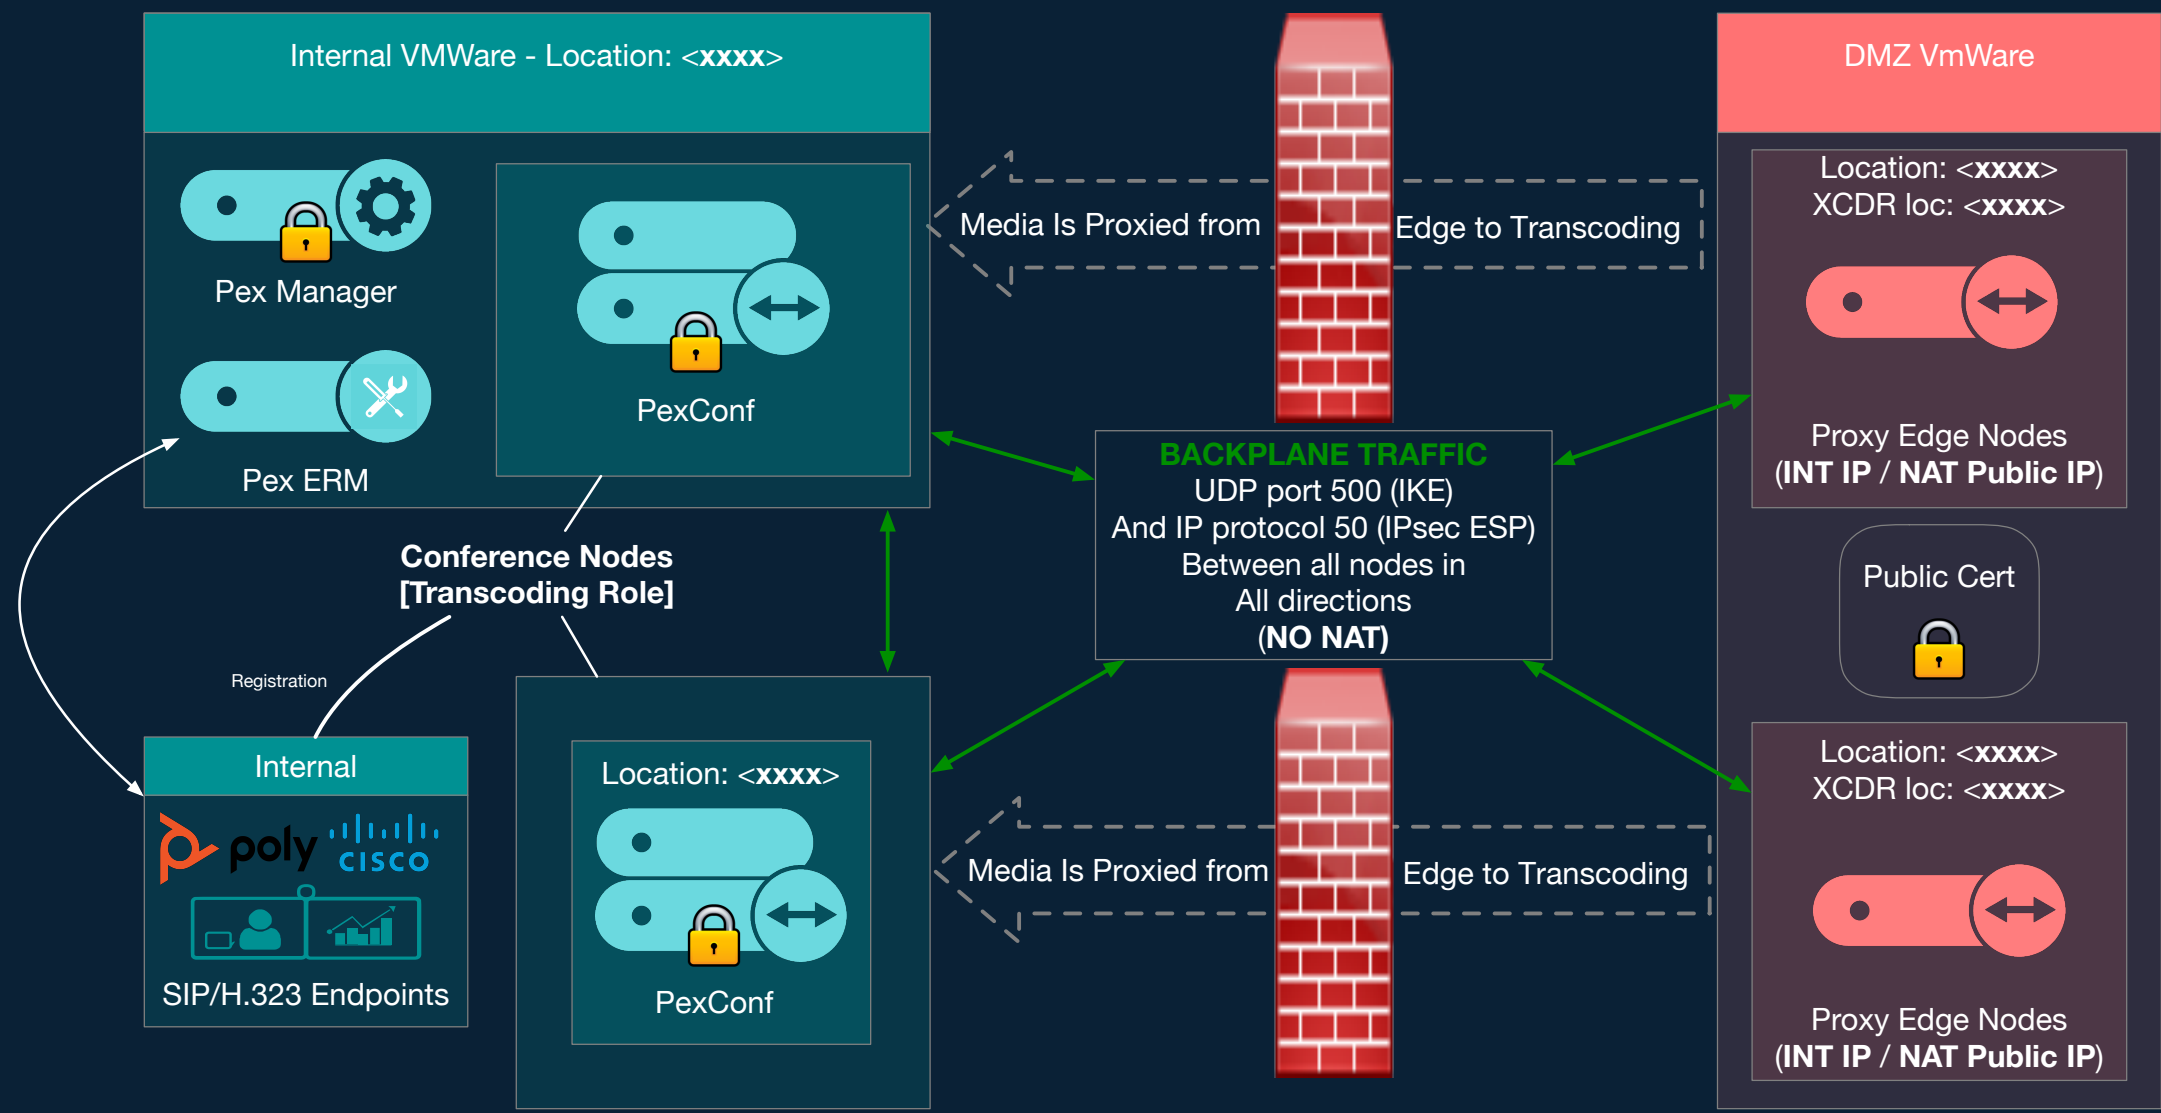 Internal VMWare - Location: <xxxx>
Pex Manager
Pex ERM
PexConf
Conference Nodes
[Transcoding Role]
Registration
Internal
poly
CISCO
SIP/H.323 Endpoints
Location: <xxxx>
PexConf
Media Is Proxied from
Edge to Transcoding
BACKPLANE TRAFFIC
UDP port 500 (IKE)
And IP protocol 50 (IPsec ESP)
Between all nodes in
All directions
(NO NAT)
Media Is Proxied from
Edge to Transcoding
DMZ VmWare
Location: <xxxx>
XCDR loc: <xxxx>
Proxy Edge Nodes
(INT IP / NAT Public IP)
Public Cert
Location: <xxxx>
XCDR loc: <xxxx>
Proxy Edge Nodes
(INT IP / NAT Public IP)